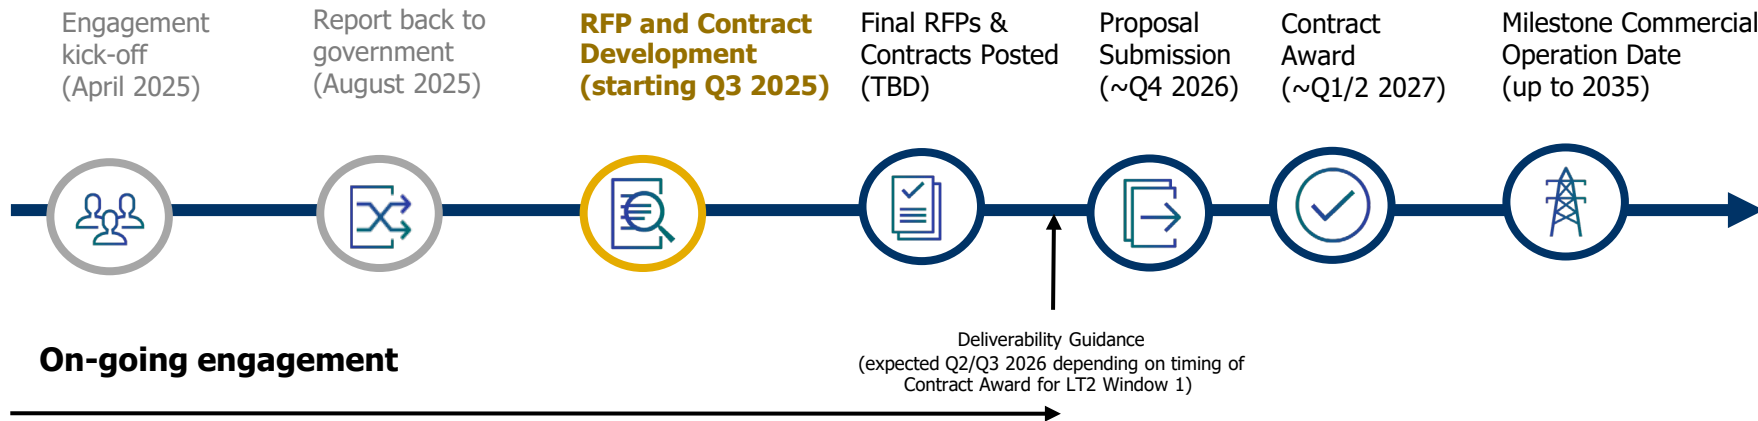 Engagement
kick-off
(April 2025)
Report back to
government
(August 2025)
RFP and Contract
Development
(starting Q3 2025)
Final RFPs &
Contracts Posted
(TBD)
Proposal
Submission
(~Q4 2026)
Contract
Award
(~Q1/2 2027)
Milestone Commercial
Operation Date
(up to 2035)
Deliverability Guidance
(expected Q2/Q3 2026 depending on timing of
Contract Award for LT2 Window 1)
On-going engagement